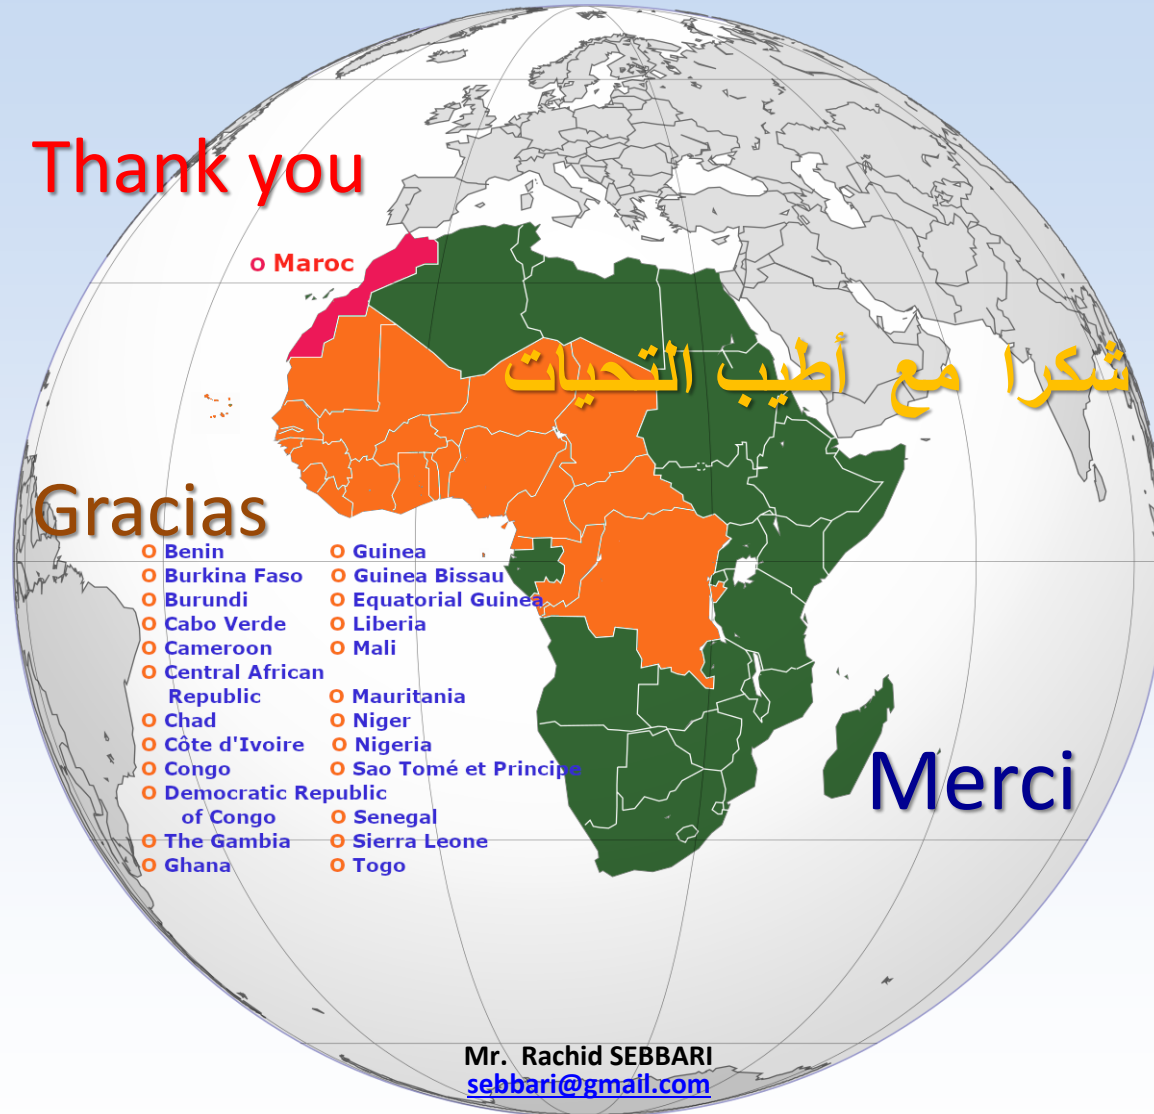 Thank you
o Maroc
شكرا مع أطيب التحيات
Gracias
O Benin
O Burkina Faso
O Burundi
O Cabo Verde
O Cameroon
O Central African
Republic
O Chad
O Côte d'Ivoire
O Congo
O Democratic Republic
of Congo
O The Gambia
O Ghana
O Guinea
O Guinea Bissau
O Equatorial Guinea
O Liberia
O Mali
O Mauritania
O Niger
O Nigeria
O Sao Tomé et Principe
O Senegal
O Sierra Leone
O Togo
Merci
Mr. Rachid SEBBARI
sebbari@gmail.com